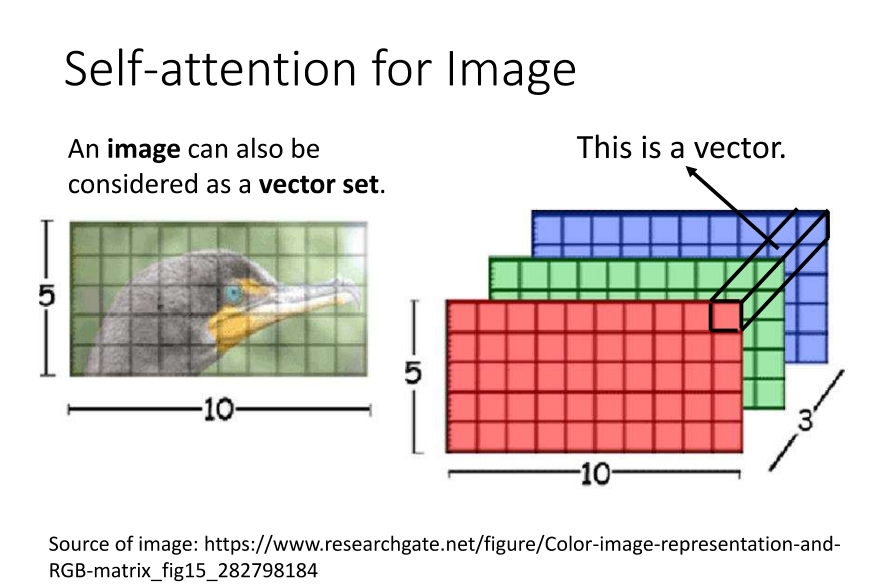 Self-attention for Image
An image can also be
considered as a vector set.
This is a vector.
5
10
5
10
3
Source of image: https://www.researchgate.net/figure/Color-image-representation-and-
RGB-matrix_fig15_282798184